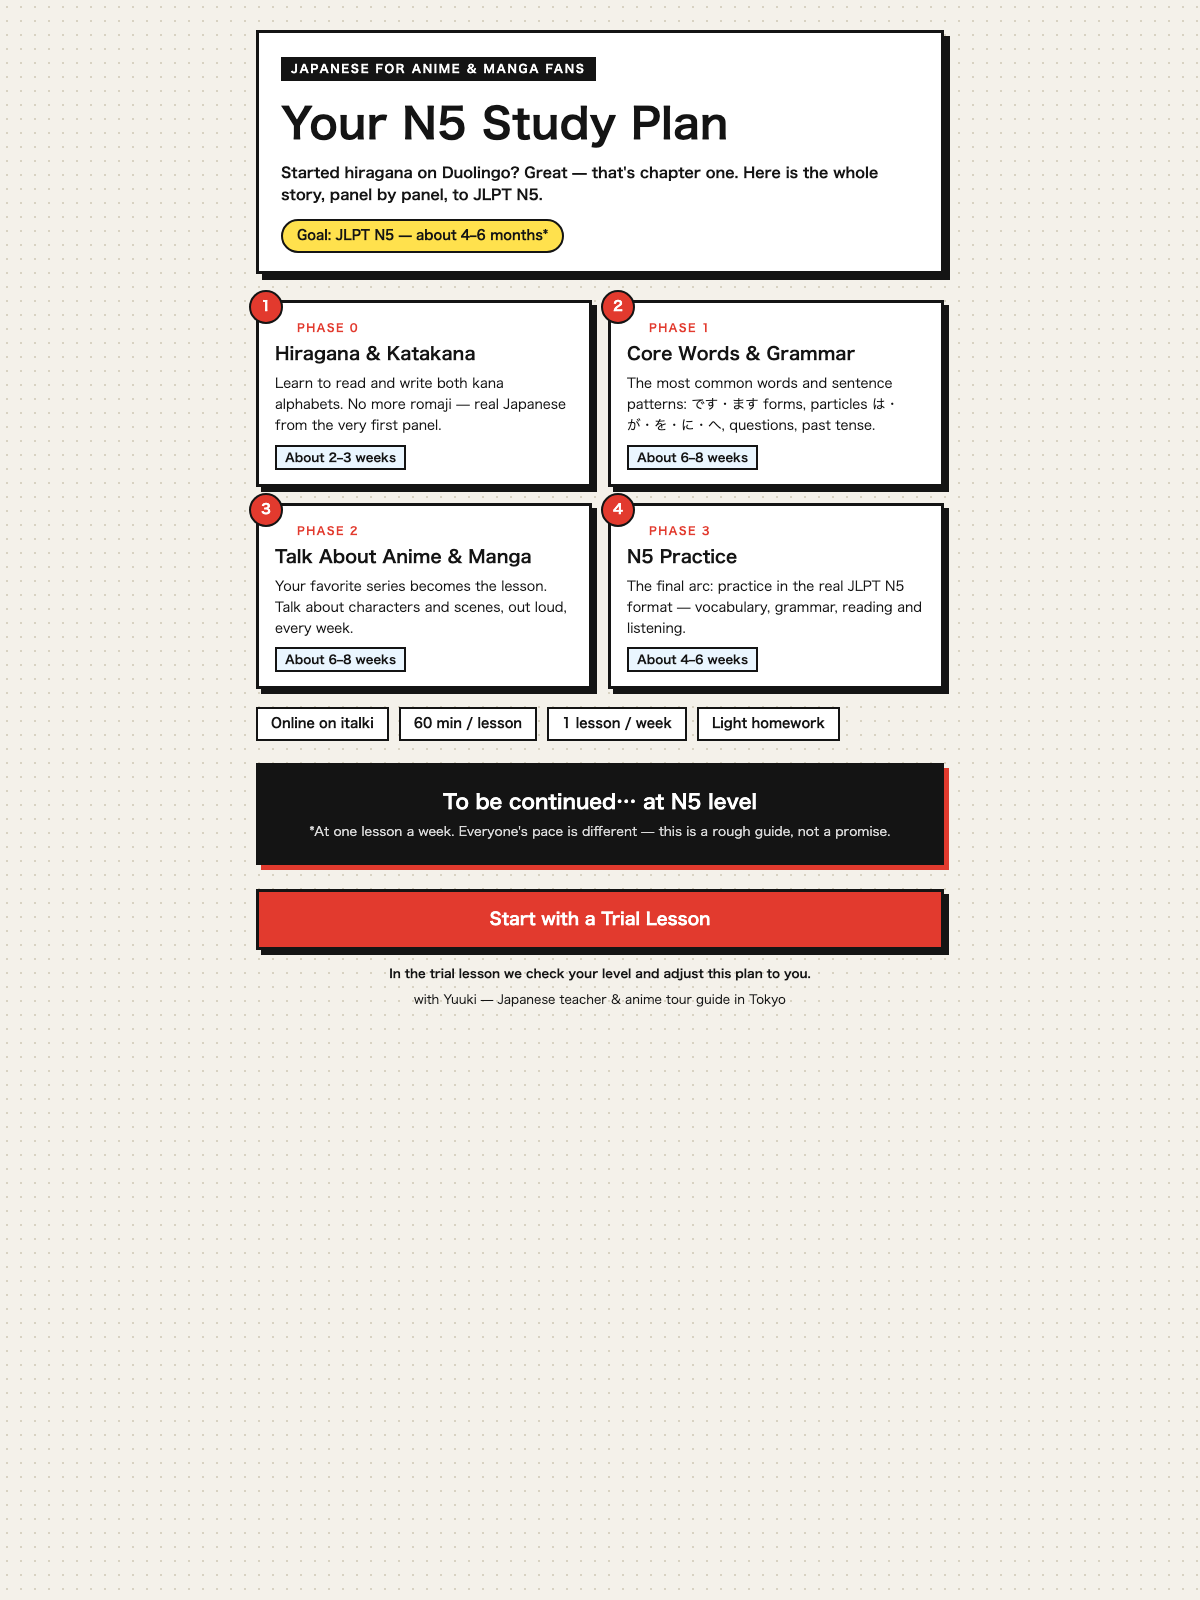 JAPANESE FOR ANIME & MANGA FANS
Your N5 Study Plan
Started hiragana on Duolingo? Great — that's chapter one. Here is the whole
story, panel by panel, to JLPT N5.
Goal: JLPT N5 — about 4–6 months*
1
PHASE 0
Hiragana & Katakana
Learn to read and write both kana
alphabets. No more romaji — real Japanese
from the very first panel.
About 2–3 weeks
2
PHASE 1
Core Words & Grammar
The most common words and sentence
patterns: です・ます forms, particles は・
が・を・に・へ, questions, past tense.
About 6–8 weeks
3
PHASE 2
Talk About Anime & Manga
Your favorite series becomes the lesson.
Talk about characters and scenes, out loud,
every week.
About 6–8 weeks
4
PHASE 3
N5 Practice
The final arc: practice in the real JLPT N5
format — vocabulary, grammar, reading and
listening.
About 4–6 weeks
Online on italki
60 min / lesson
1 lesson / week
Light homework
To be continued… at N5 level
*At one lesson a week. Everyone's pace is different — this is a rough guide, not a promise.
Start with a Trial Lesson
In the trial lesson we check your level and adjust this plan to you.
with Yuuki — Japanese teacher & anime tour guide in Tokyo